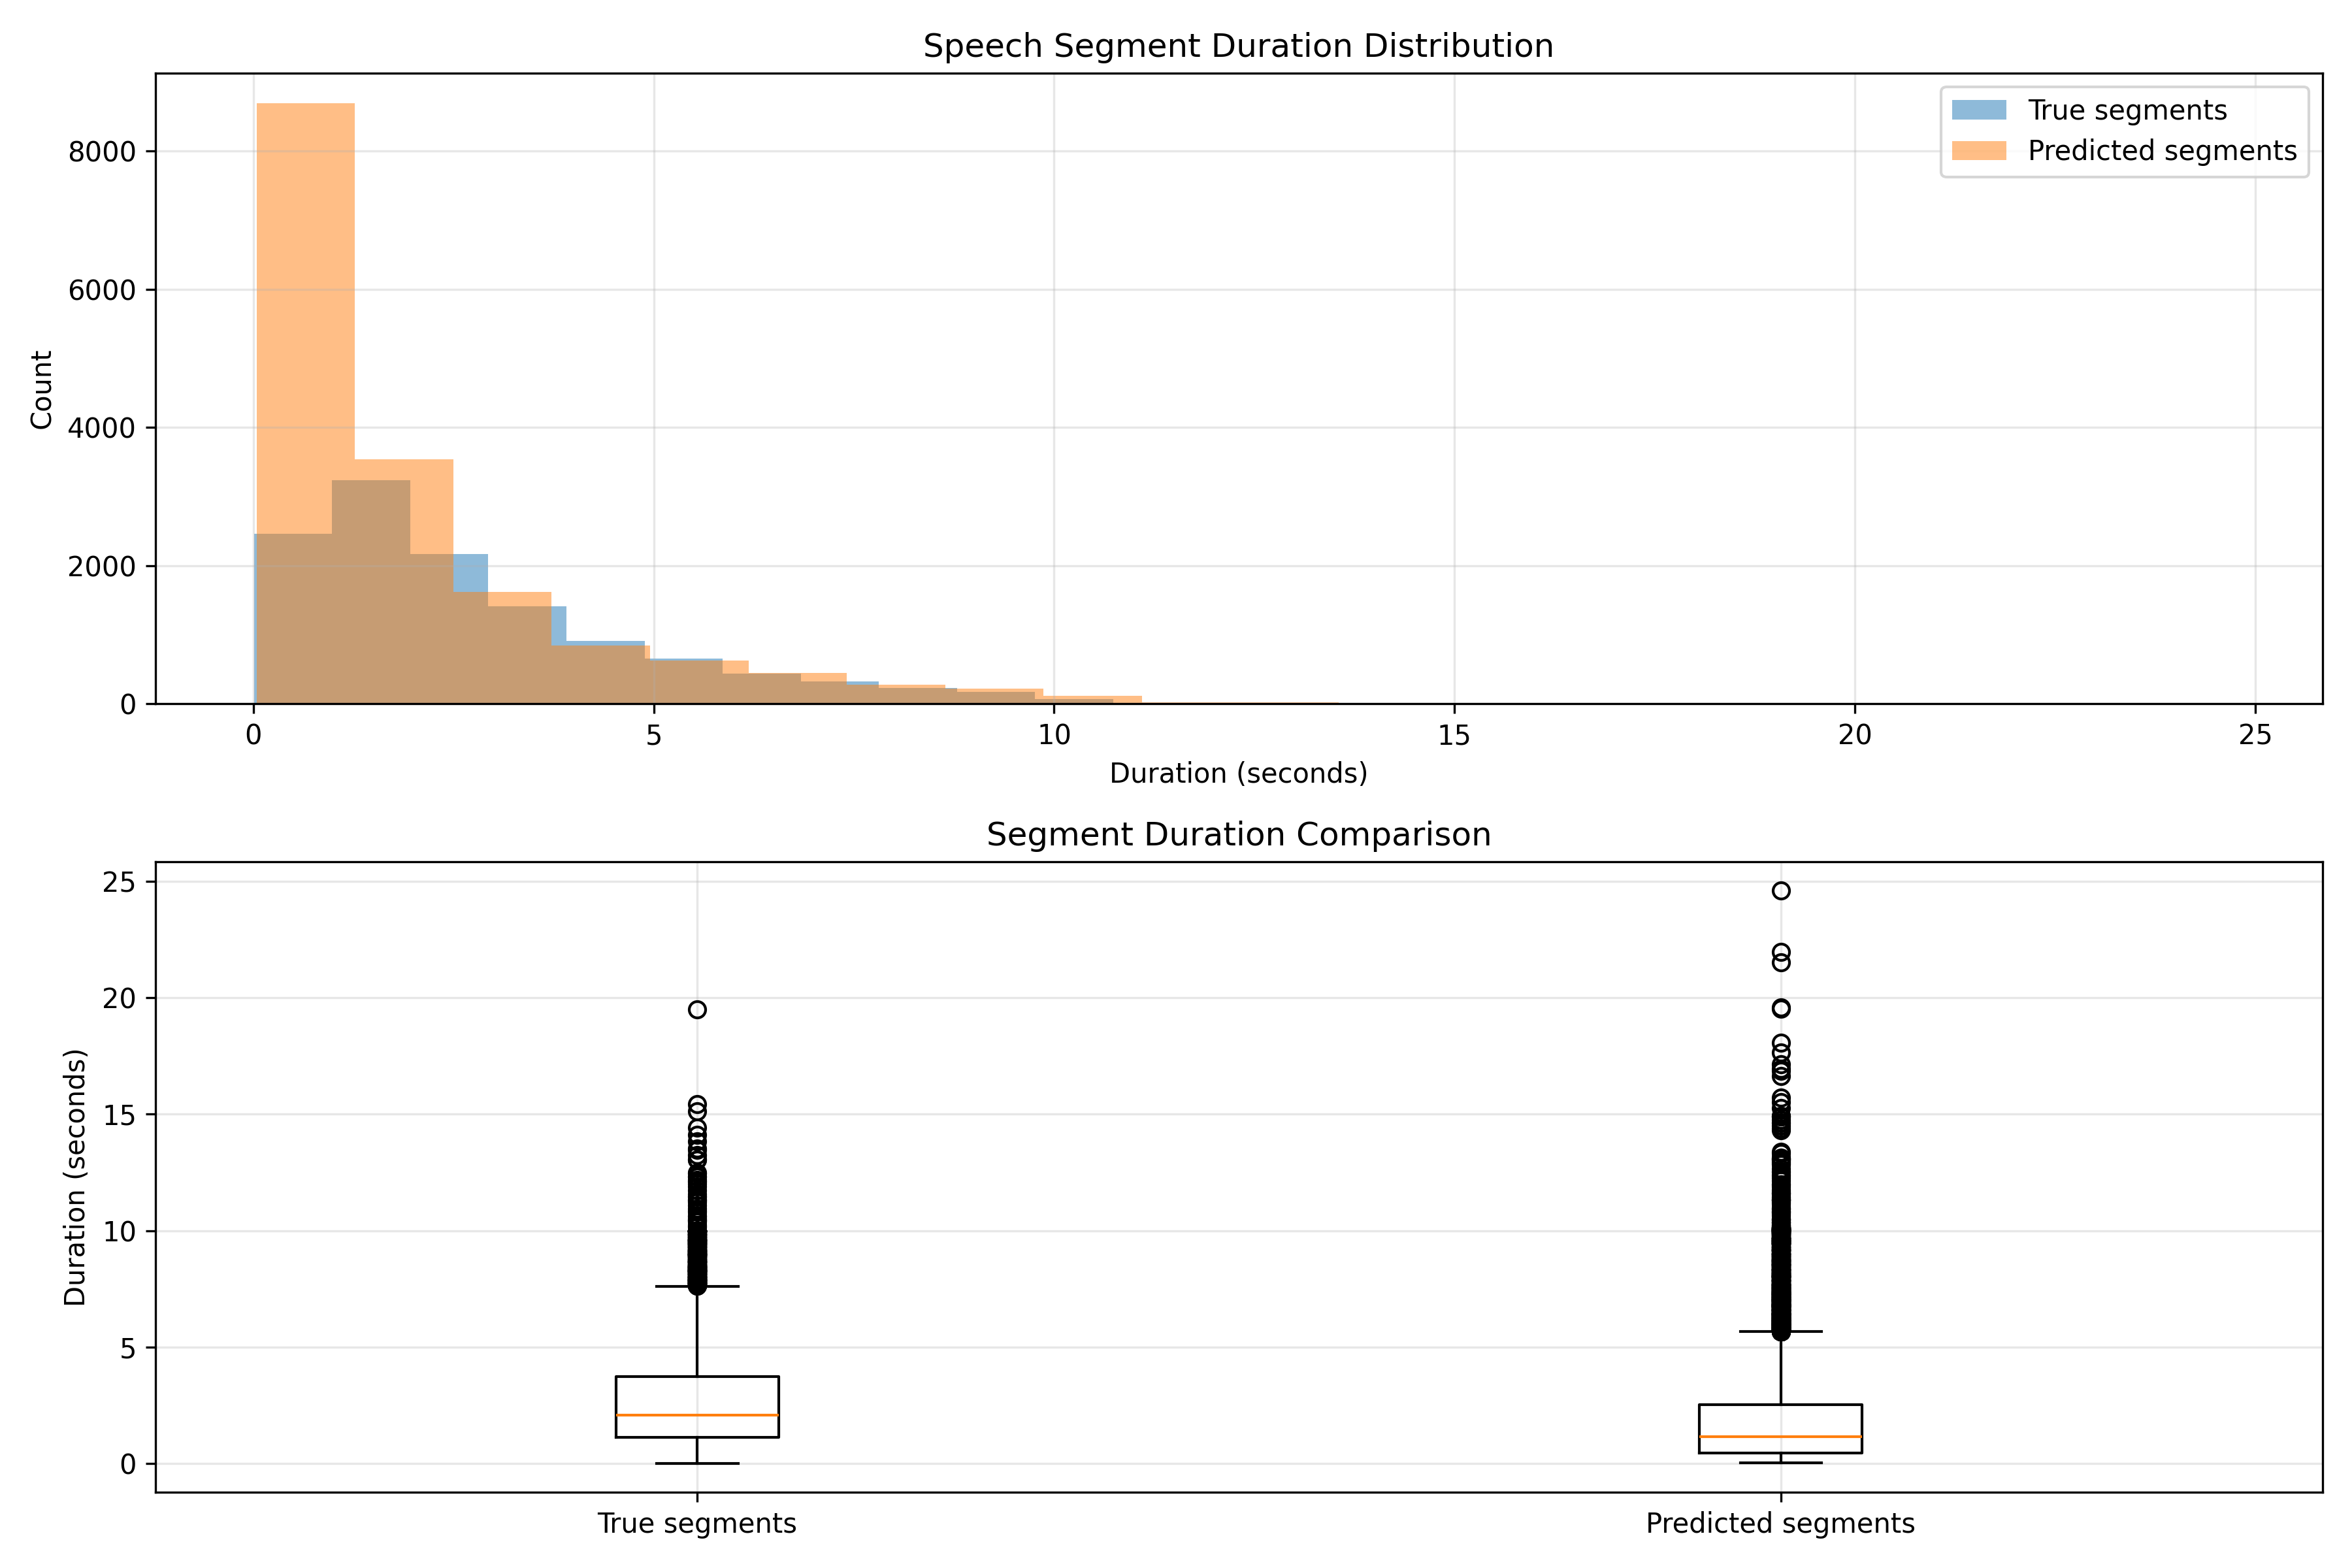 Speech Segment Duration Distribution
True segments
Predicted segments
Count
8000
6000
4000
2000
0
0 5 10 15 20 25
Duration (seconds)
Segment Duration Comparison
Duration (seconds)
25
20
15
10
5
0
True segments Predicted segments